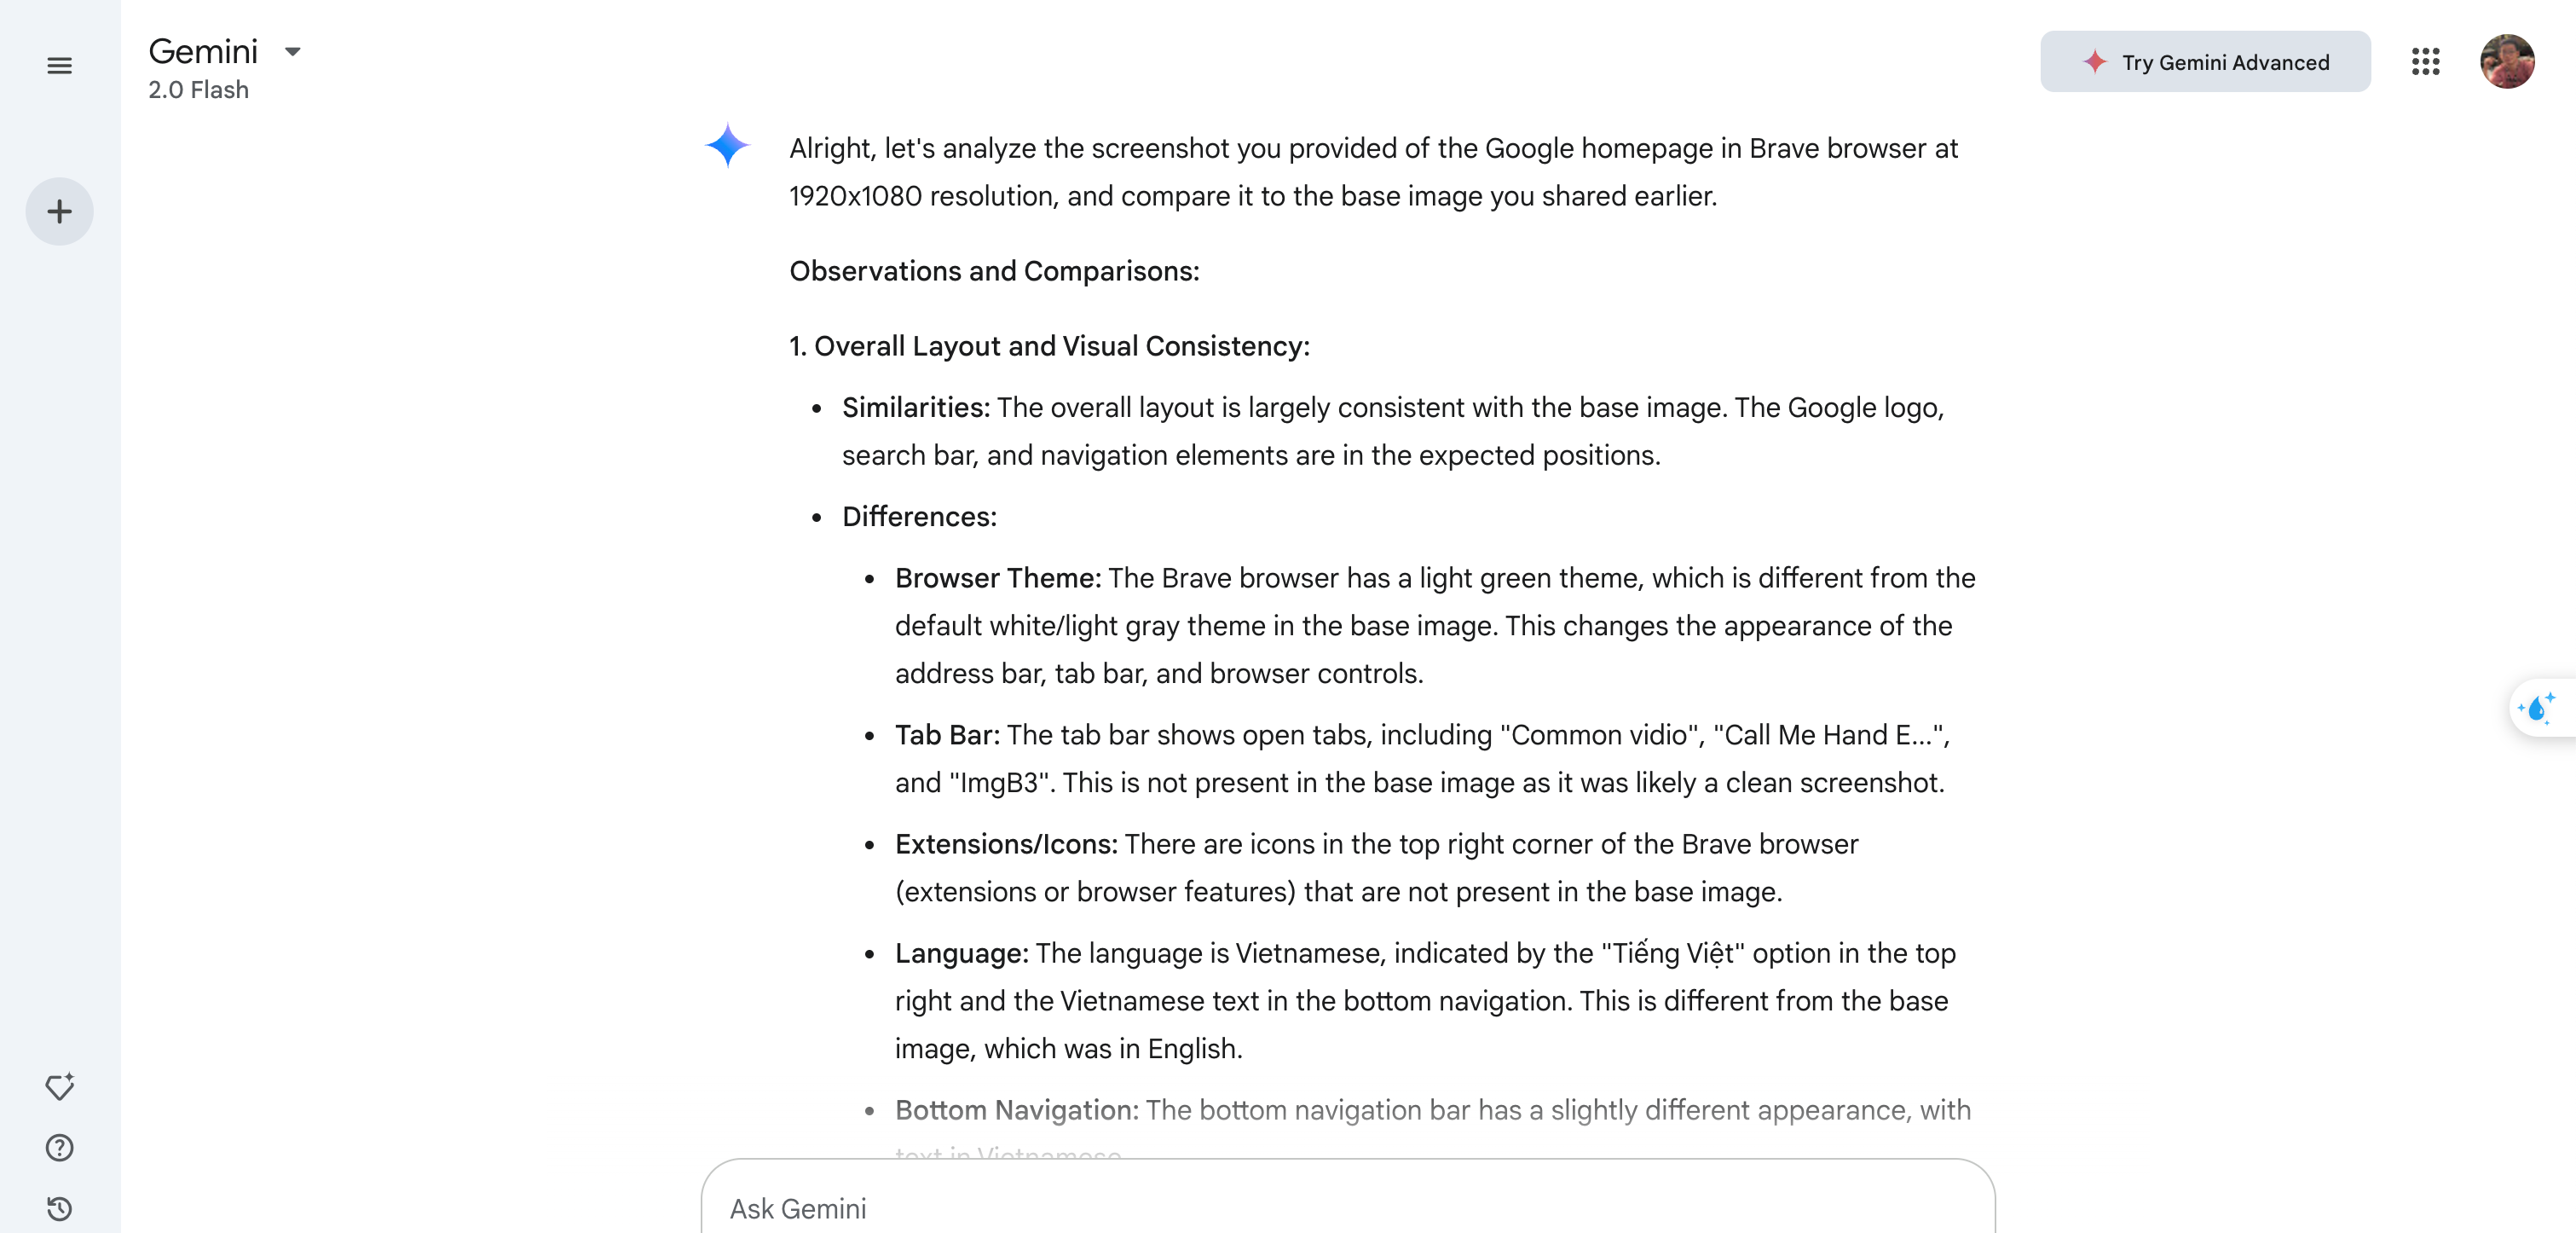 Gemini
2.0 Flash
Try Gemini Advanced
Alright, let's analyze the screenshot you provided of the Google homepage in Brave browser at
1920x1080 resolution, and compare it to the base image you shared earlier.
Observations and Comparisons:
1. Overall Layout and Visual Consistency:
• Similarities: The overall layout is largely consistent with the base image. The Google logo,
search bar, and navigation elements are in the expected positions.
• Differences:
• Browser Theme: The Brave browser has a light green theme, which is different from the
default white/light gray theme in the base image. This changes the appearance of the
address bar, tab bar, and browser controls.
• Tab Bar: The tab bar shows open tabs, including "Common vidio", "Call Me Hand E...",
and "ImgB3". This is not present in the base image as it was likely a clean screenshot.
• Extensions/Icons: There are icons in the top right corner of the Brave browser
(extensions or browser features) that are not present in the base image.
• Language: The language is Vietnamese, indicated by the "Tiếng Việt" option in the top
right and the Vietnamese text in the bottom navigation. This is different from the base
image, which was in English.
• Bottom Navigation: The bottom navigation bar has a slightly different appearance, with
text in Vietnamese.
Ask Gemini